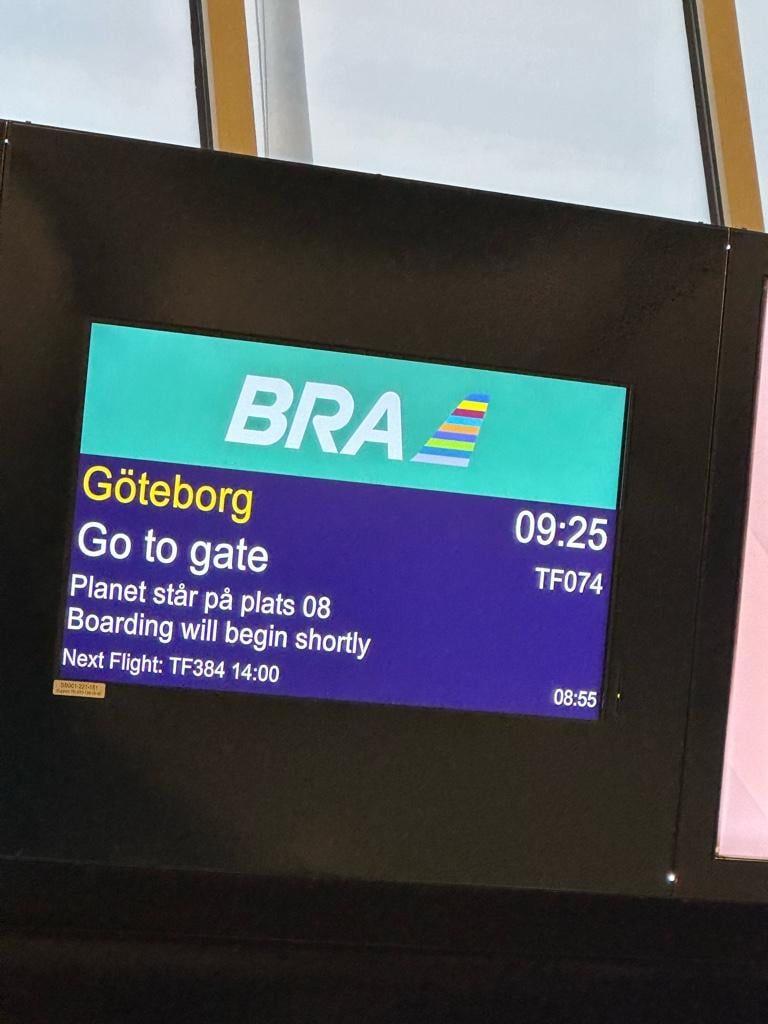 BRA
Göteborg
09:25
Go to gate
TF074
Planet står på plats 08
Boarding will begin shortly
Next Flight: TF384 14:00
08:55